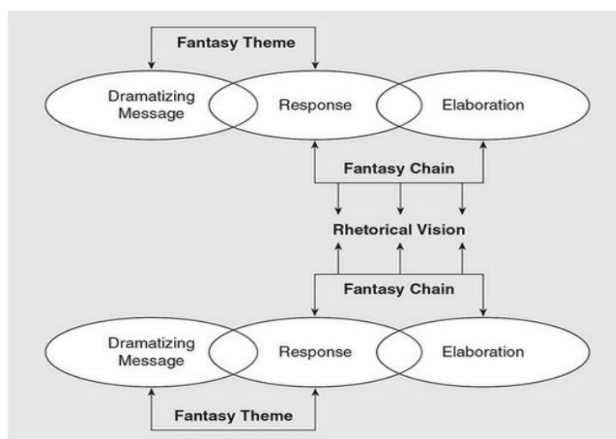 Fantasy Theme
Dramatizing
Message
Response
Elaboration
Fantasy Chain
Rhetorical Vision
Fantasy Chain
Dramatizing
Message
Response
Elaboration
Fantasy Theme